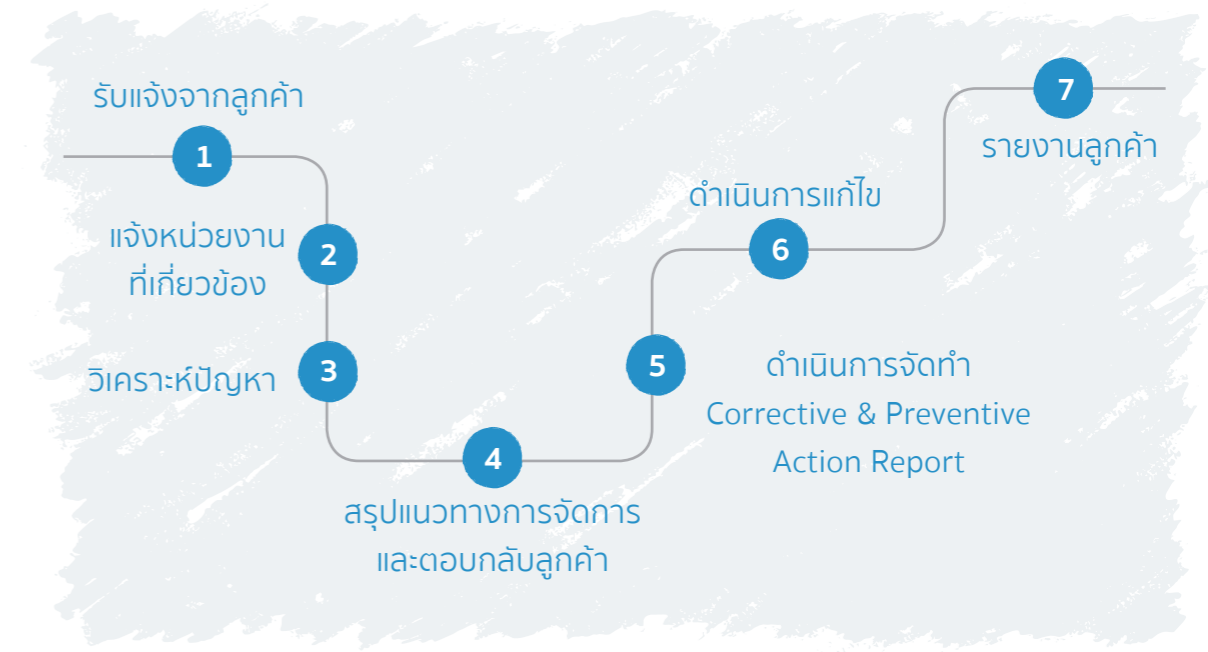 รับแจ้งจากลูกค้า
1
แจ้งหน่วยงาน
ที่เกี่ยวข้อง
2
วิเคราะห์ปัญหา
3
4
สรุปแนวทางการจัดการ
และตอบกลับลูกค้า
5
ดำเนินการจัดทำ
Corrective & Preventive
Action Report
ดำเนินการแก้ไข
6
7
รายงานลูกค้า